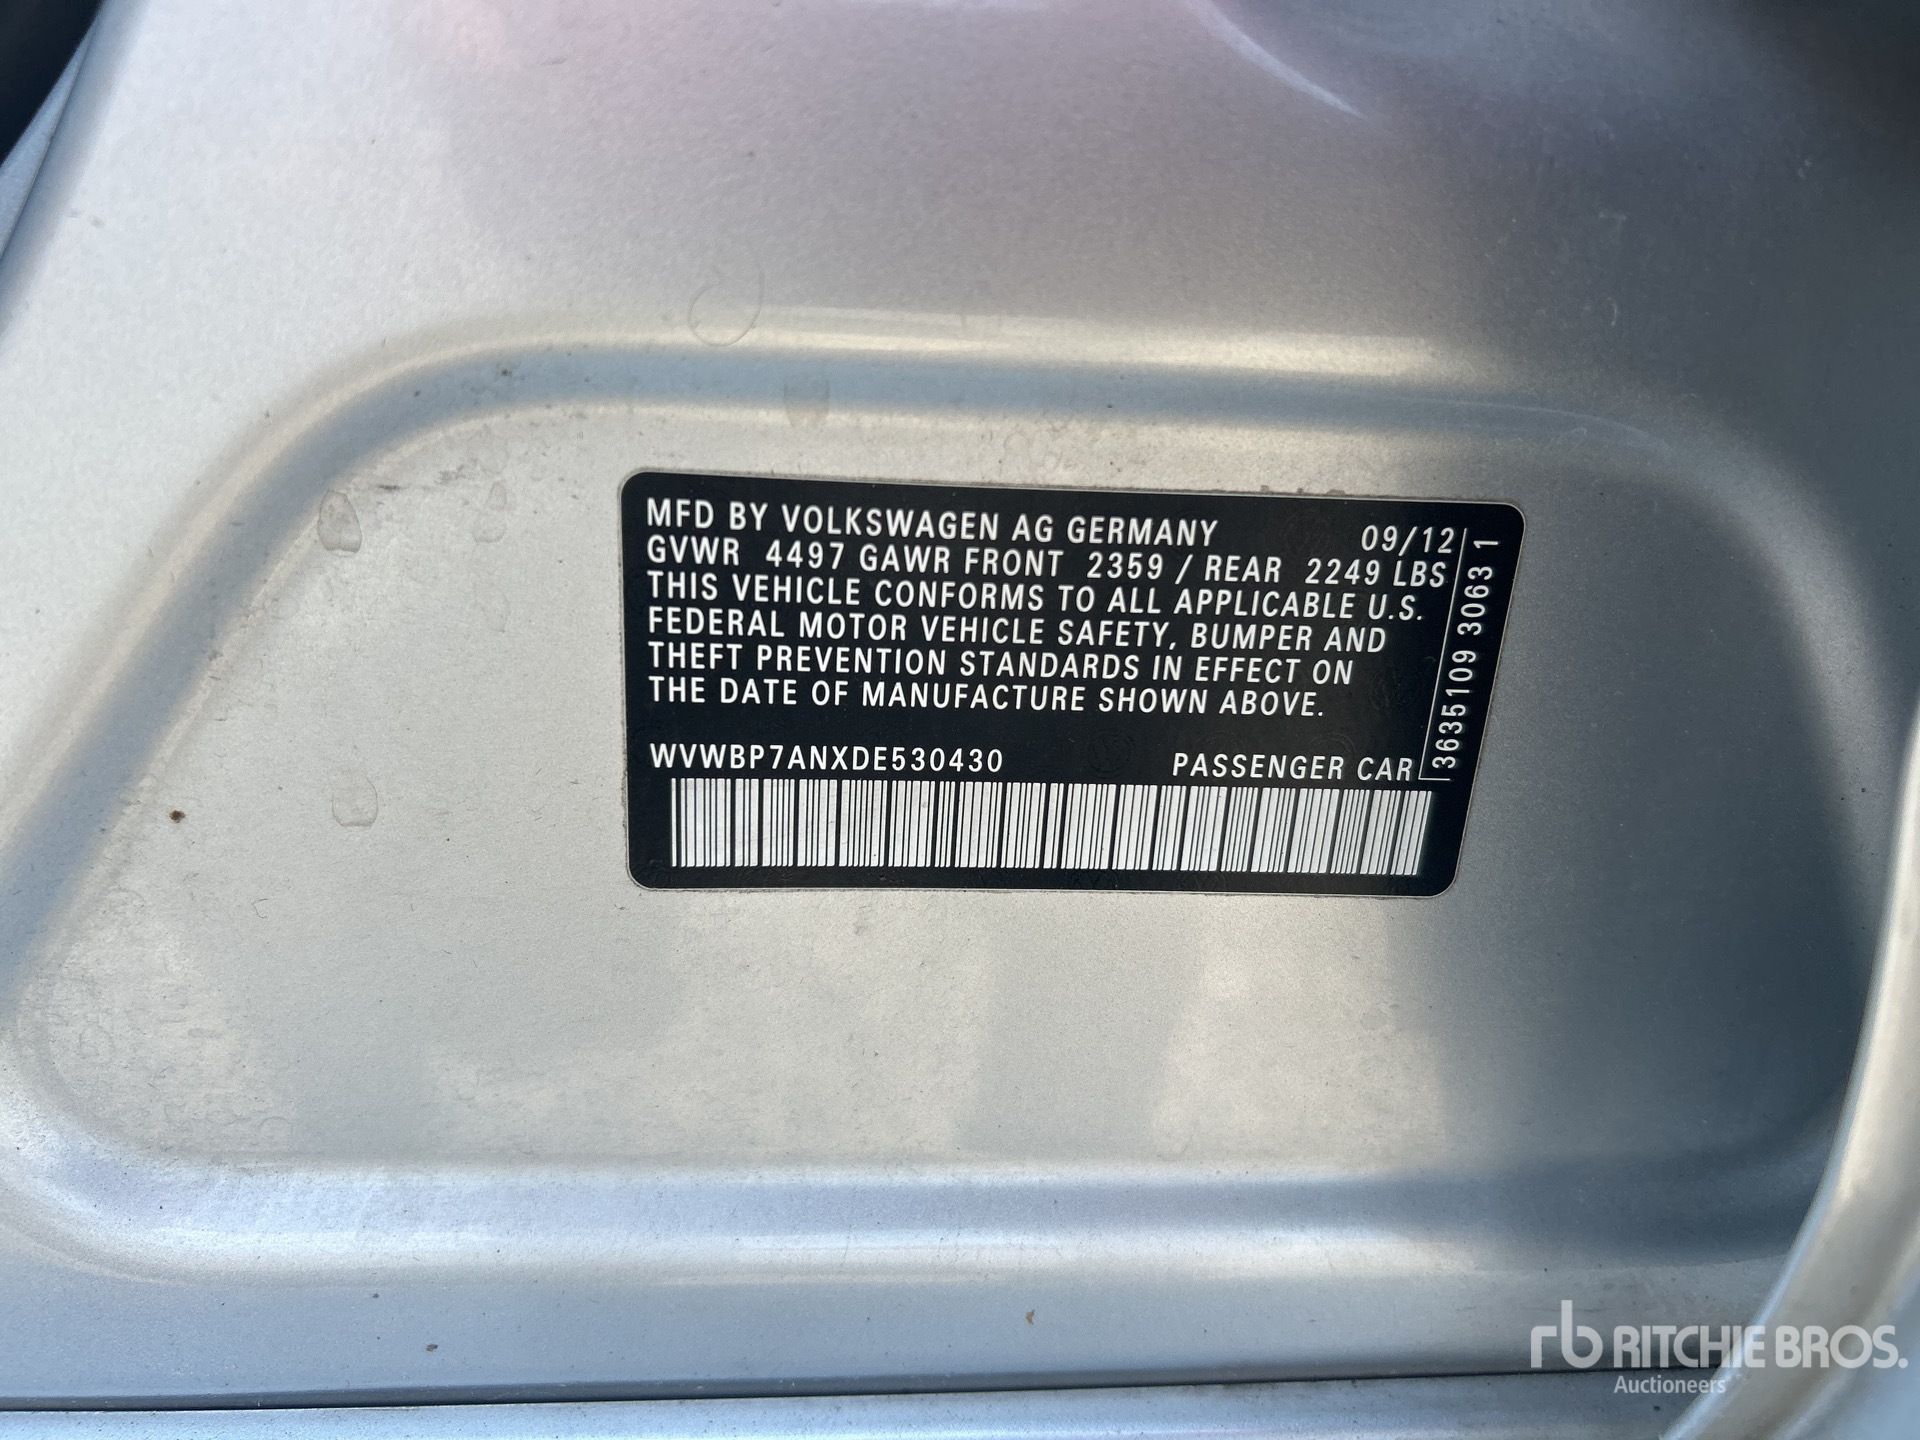 MFD BY VOLKSWAGEN AG GERMANY 09/12
GVWR 4497 GAWR FRONT 2359 / REAR 2249 LBS
THIS VEHICLE CONFORMS TO ALL APPLICABLE U.S.
FEDERAL MOTOR VEHICLE SAFETY, BUMPER AND
THEFT PREVENTION STANDARDS IN EFFECT ON
THE DATE OF MANUFACTURE SHOWN ABOVE.
WVWBP7ANXDE530430 PASSENGER CAR
3635109 3063 1
rb RITCHIE BROS.
Auctioneers